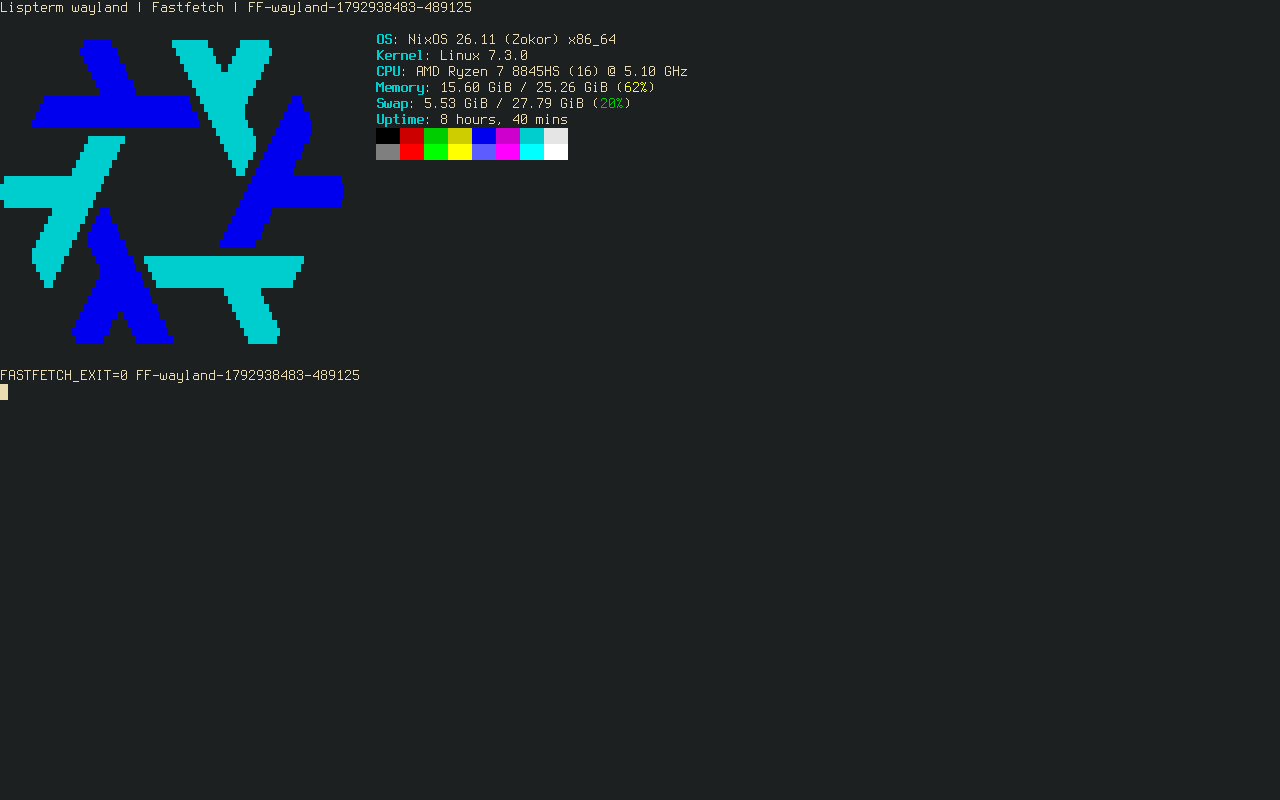 Lispterm wayland | Fastfetch | FF-wayland-1792938483-489125
OS: NixOS 26.11 (Zokor) x86_64
Kernel: Linux 7.3.0
CPU: AMD Ryzen 7 8845HS (16) @ 5.10 GHz
Memory: 15.60 GiB / 25.26 GiB (62%)
Swap: 5.53 GiB / 27.79 GiB (20%)
Uptime: 8 hours, 40 mins
FASTFETCH_EXIT=0 FF-wayland-1792938483-489125